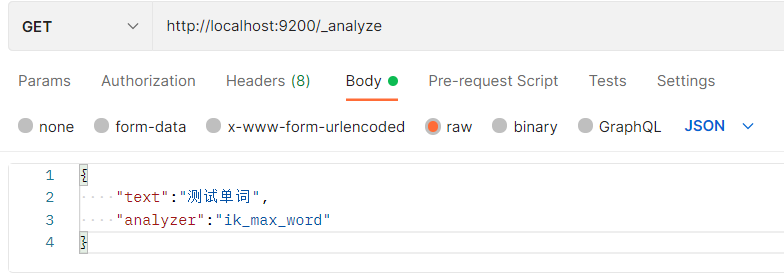 GET http://localhost:9200/_analyze
Params Authorization Headers (8) Body Pre-request Script Tests Settings
none form-data x-www-form-urlencoded raw binary GraphQL JSON
1 {
2 "text":"测试单词",
3 "analyzer":"ik_max_word"
4 }